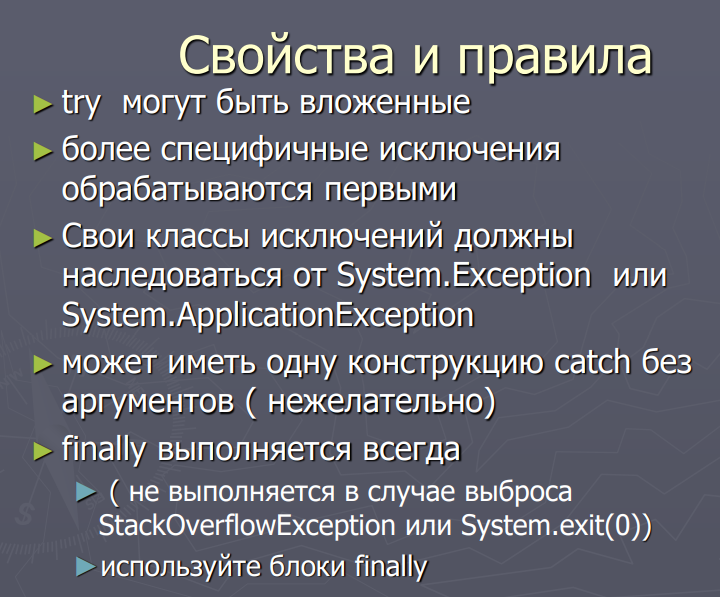 Свойства и правила
try могут быть вложенные
более специфичные исключения
обрабатываются первыми
Свои классы исключений должны
наследоваться от System.Exception или
System.ApplicationException
может иметь одну конструкцию catch без
аргументов ( нежелательно)
finally выполняется всегда
( не выполняется в случае выброса
StackOverflowException или System.exit(0))
используйте блоки finally